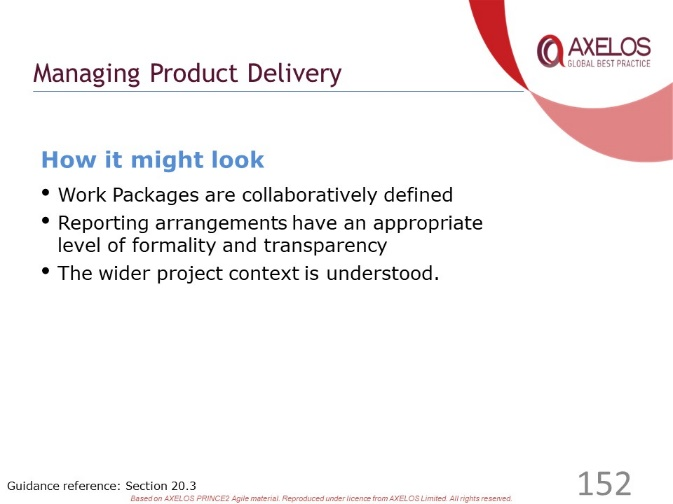 AXELOS
GLOBAL BEST PRACTICE
Managing Product Delivery
How it might look
• Work Packages are collaboratively defined
• Reporting arrangements have an appropriate
level of formality and transparency
• The wider project context is understood.
Guidance reference: Section 20.3
Based on AXELOS PRINCE2 Agile material. Reproduced under licence from AXELOS Limited. All rights reserved.
152